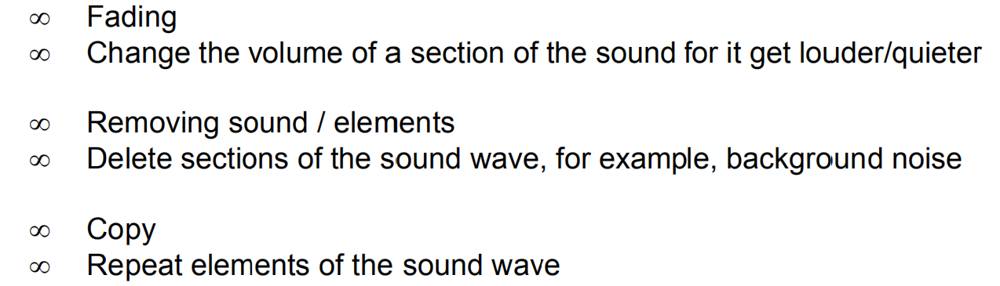 ∞ Fading
∞ Change the volume of a section of the sound for it get louder/quieter
∞ Removing sound / elements
∞ Delete sections of the sound wave, for example, background noise
∞ Copy
∞ Repeat elements of the sound wave